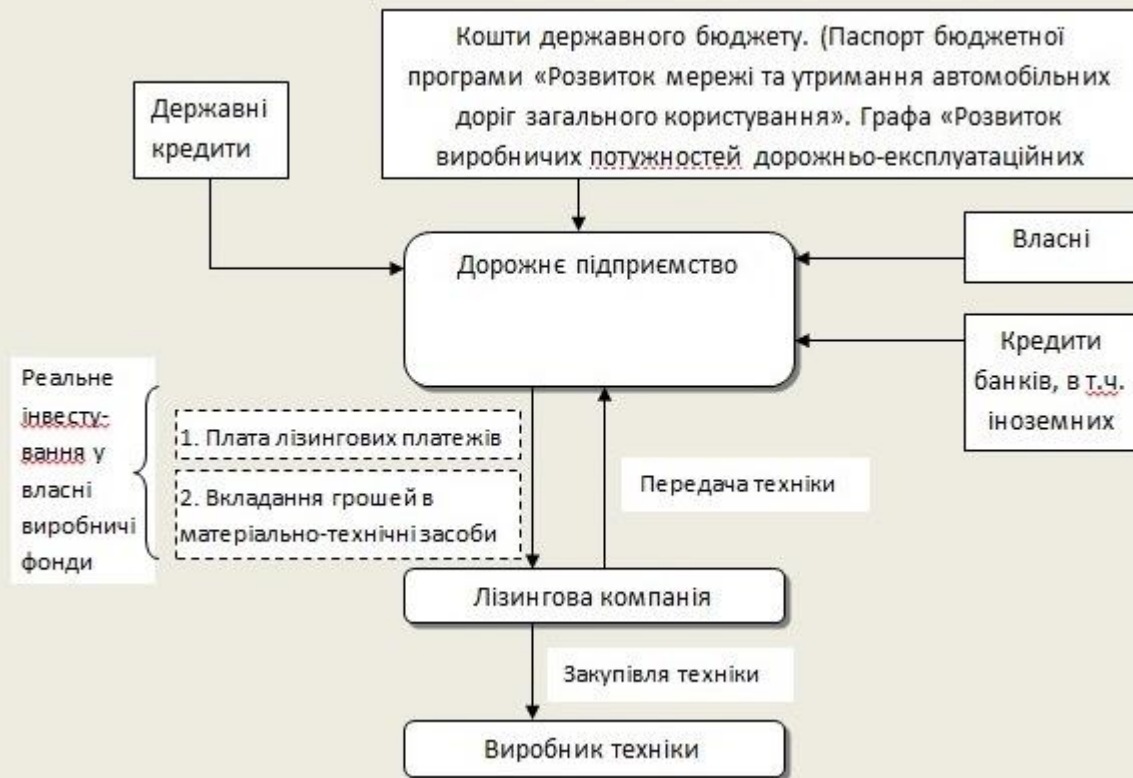 Кошти державного бюджету. (Паспорт бюджетної
програми «Розвиток мережі та утримання автомобільних
доріг загального користування». Графа «Розвиток
виробничих потужностей дорожньо-експлуатаційних
Державні
кредити
Власні
Дорожнє підприємство
Кредити
банків, в т.ч.
іноземних
Реальне
інвесту-
вання у
власні
виробничі
фонди
1. Плата лізингових платежів
2. Вкладання грошей в
матеріально-технічні засоби
Передача техніки
Лізингова компанія
Закупівля техніки
Виробник техніки